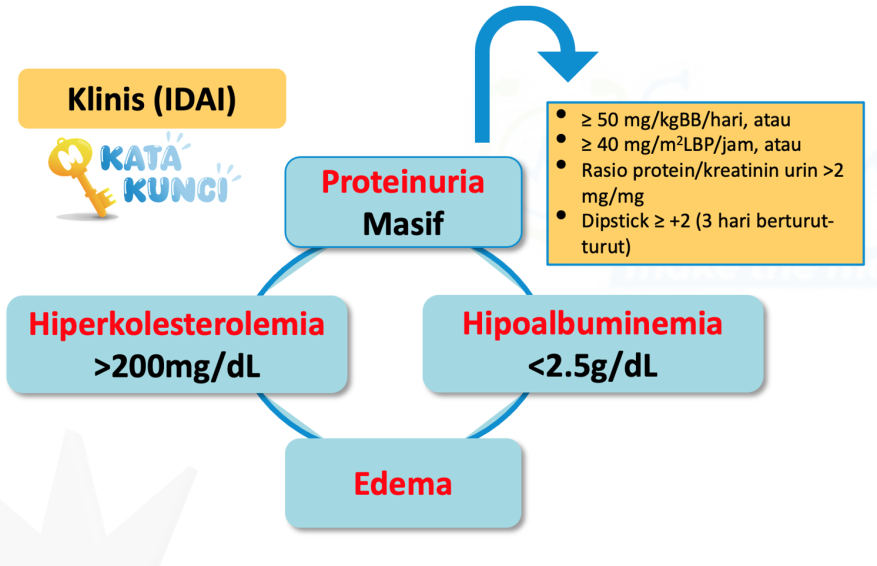 Klinis (IDAI)
KATA
KUNCI
Proteinuria
Masif
• ≥ 50 mg/kgBB/hari, atau
• ≥ 40 mg/m²LBP/jam, atau
• Rasio protein/kreatinin urin >2
mg/mg
• Dipstick ≥ +2 (3 hari berturut-
turut)
Hiperkolesterolemia
>200mg/dL
Hipoalbuminemia
<2.5g/dL
Edema